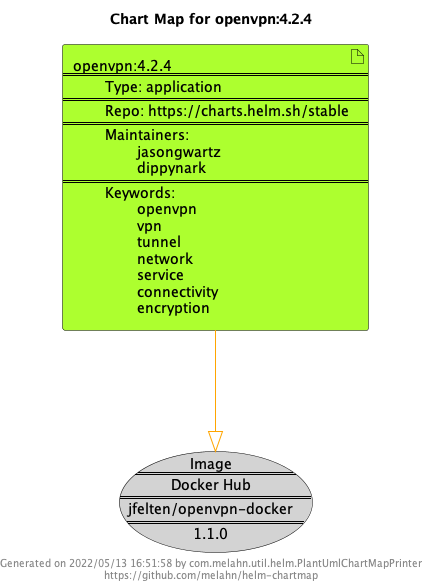 Chart Map for openvpn:4.2.4
openvpn:4.2.4
Type: application
Repo: https://charts.helm.sh/stable
Maintainers:
jasongwartz
dippynark
Keywords:
openvpn
vpn
tunnel
network
service
connectivity
encryption
Image
Docker Hub
jfelten/openvpn-docker
1.1.0
Generated on 2022/05/13 16:51:58 by com.melahn.util.helm.PlantUmlChartMapPrinter
https://github.com/melahn/helm-chartmap